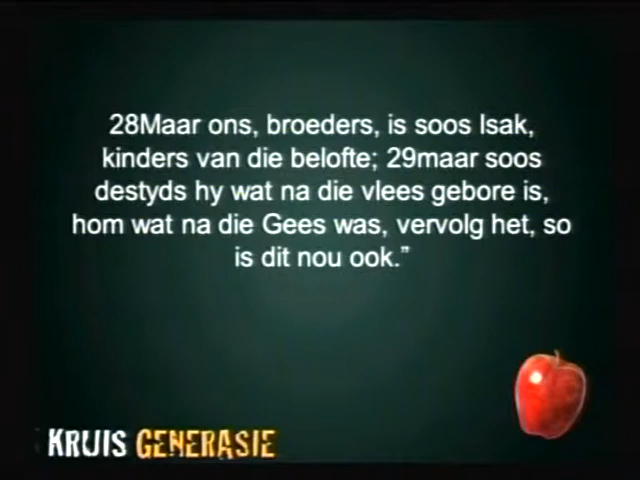 28Maar ons, broeders, is soos Isak,
kinders van die belofte; 29maar soos
destyds hy wat na die vlees gebore is,
hom wat na die Gees was, vervolg het, so
is dit nou ook.”
KRUIS GENERASIE